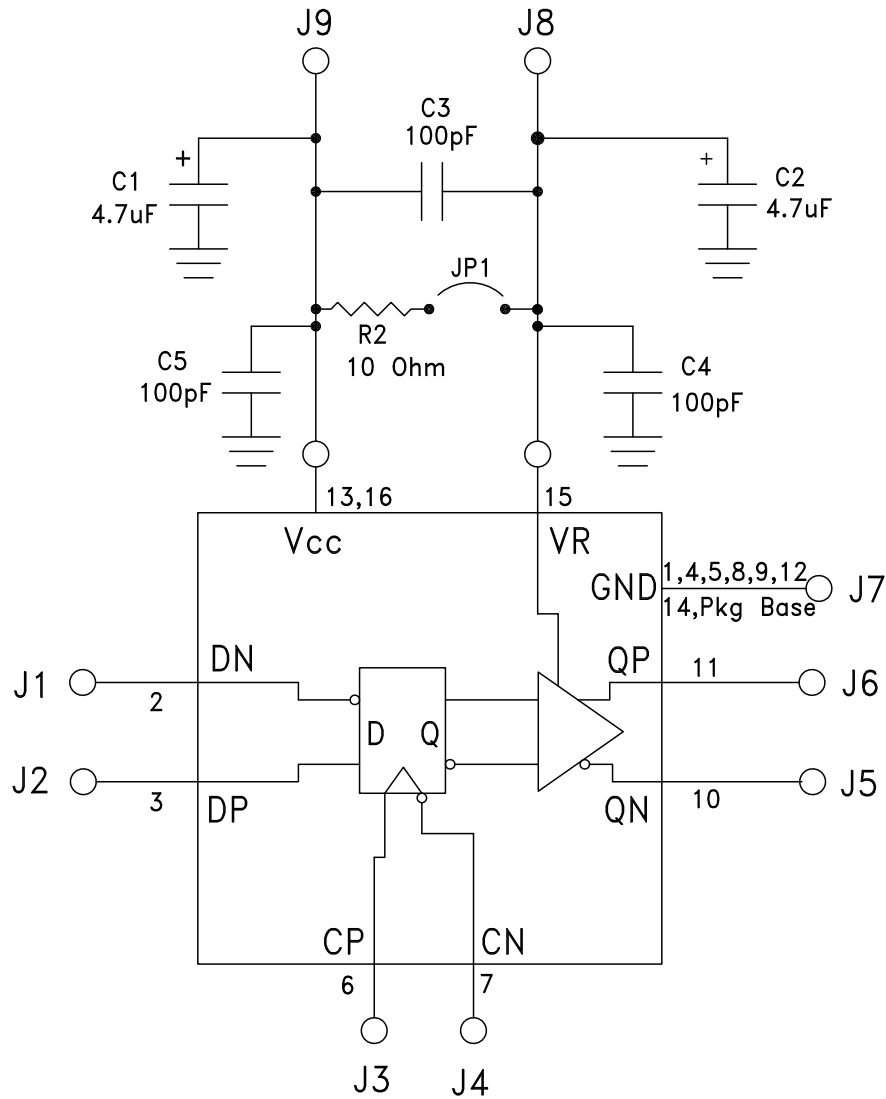 J9
J8
C3
100pF
+
C1
4.7uF
+
C2
4.7uF
JP1
R2
10 Ohm
C5
100pF
C4
100pF
13,16
15
Vcc
VR
GND
1,4,5,8,9,12
14,Pkg Base
J7
DN
QP
J1
2
11
J6
D
Q
J2
3
DP
QN
10
J5
CP
CN
6
7
J3
J4